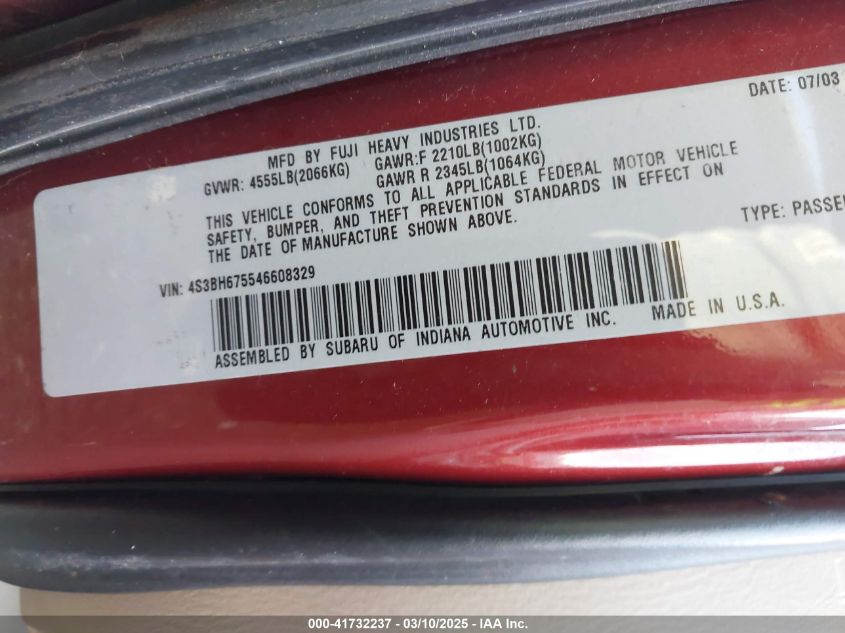 DATE: 07/03
MFD BY FUJI HEAVY INDUSTRIES LTD.
GVWR: 4555LB(2066KG) GAWR:F 2210LB(1002KG)
GAWR R 2345LB(1064KG)
THIS VEHICLE CONFORMS TO ALL APPLICABLE FEDERAL MOTOR VEHICLE
SAFETY, BUMPER, AND THEFT PREVENTION STANDARDS IN EFFECT ON
THE DATE OF MANUFACTURE SHOWN ABOVE.
TYPE: PASSE
VIN: 4S3BH675546608329
ASSEMBLED BY SUBARU OF INDIANA AUTOMOTIVE INC. MADE IN U.S.A.
000-41732237 - 03/10/2025 - IAA Inc.